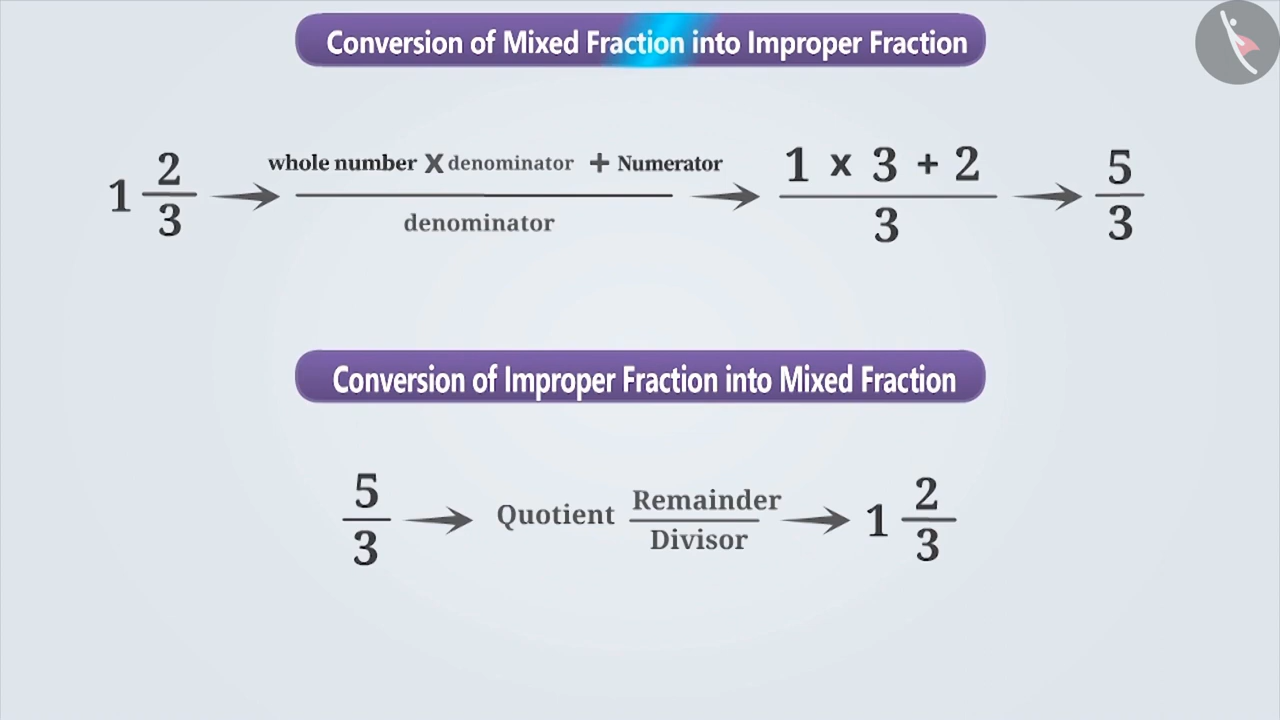 Conversion of Mixed Fraction into Improper Fraction
1 2/3 → (whole number X denominator + Numerator)/denominator → (1 x 3 + 2)/3 → 5/3
Conversion of Improper Fraction into Mixed Fraction
5/3 → Quotient Remainder/Divisor → 1 2/3